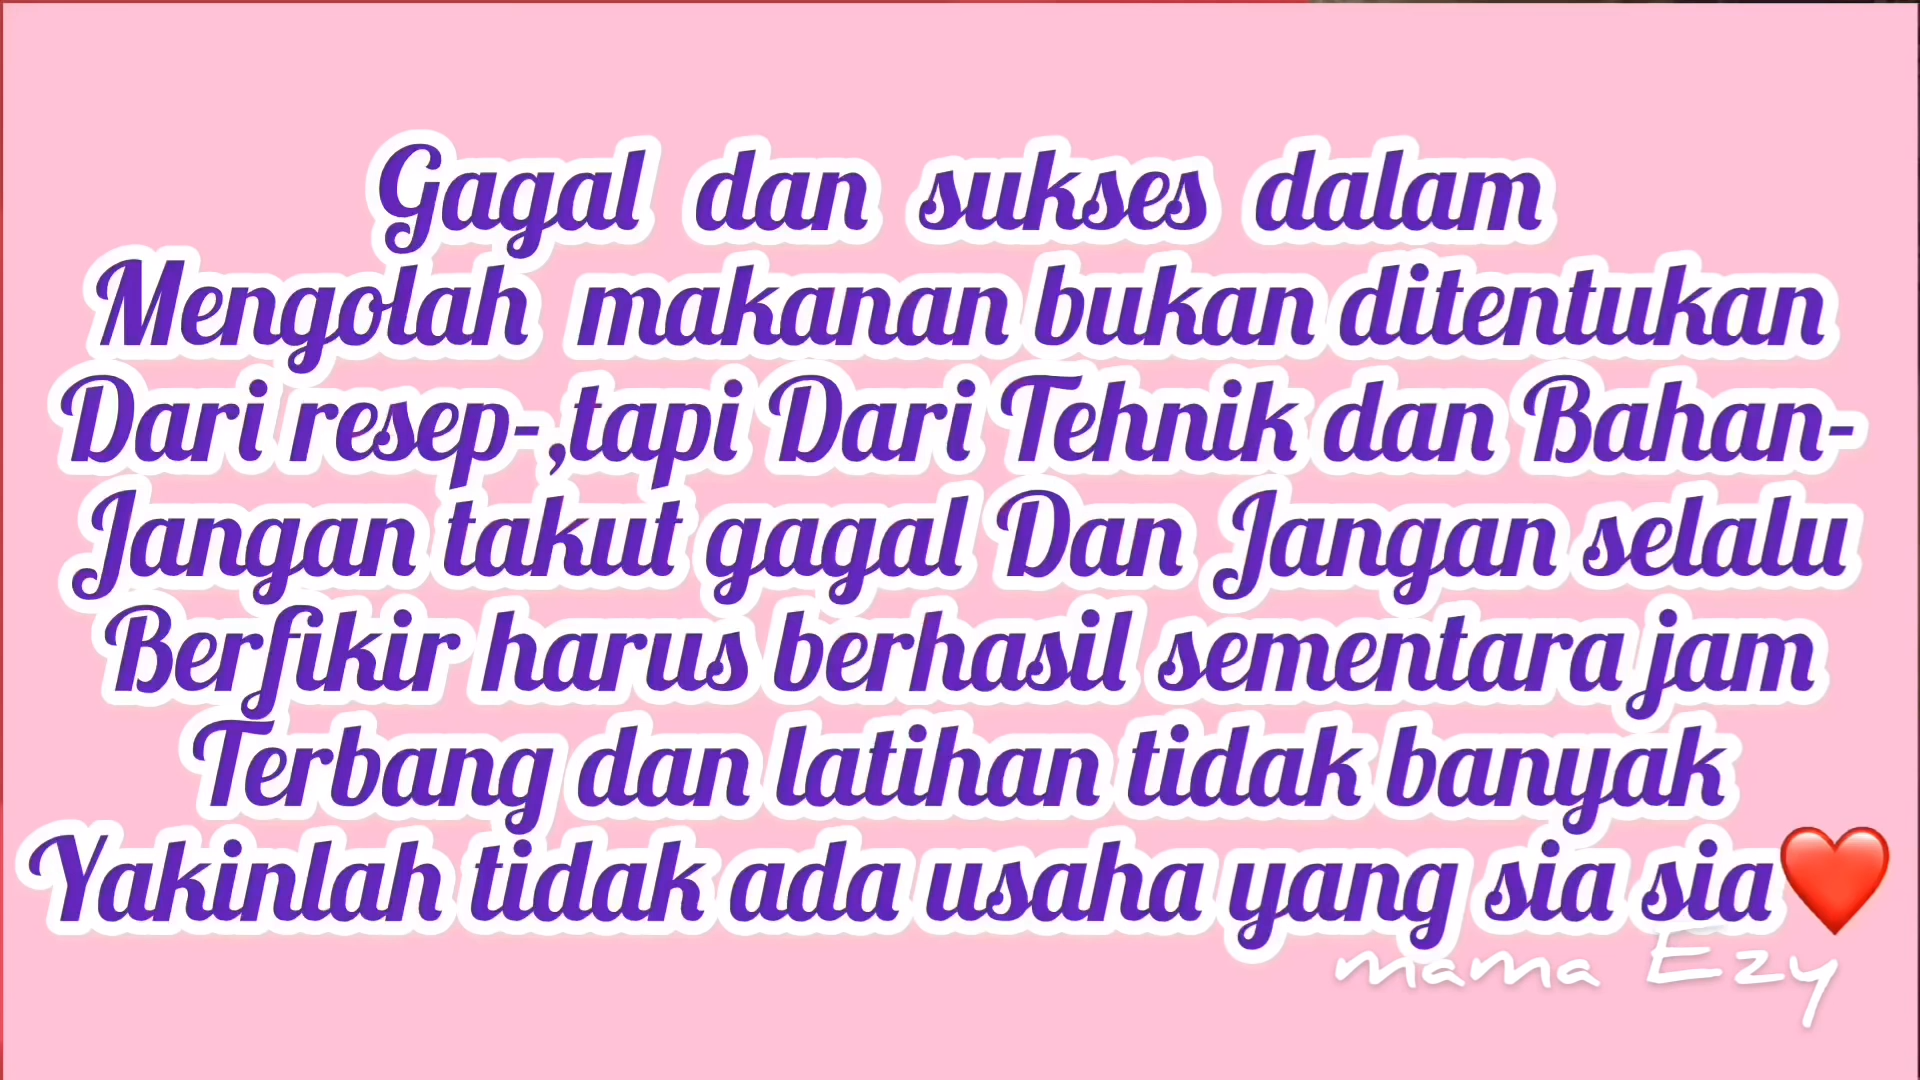 Gagal dan sukses dalam
Mengolah makanan bukan ditentukan
Dari resep-,tapi Dari Tehnik dan Bahan-
Jangan takut gagal Dan Jangan selalu
Berfikir harus berhasil sementara jam
Terbang dan latihan tidak banyak
Yakinlah tidak ada usaha yang sia sia❤️
mama Ezy